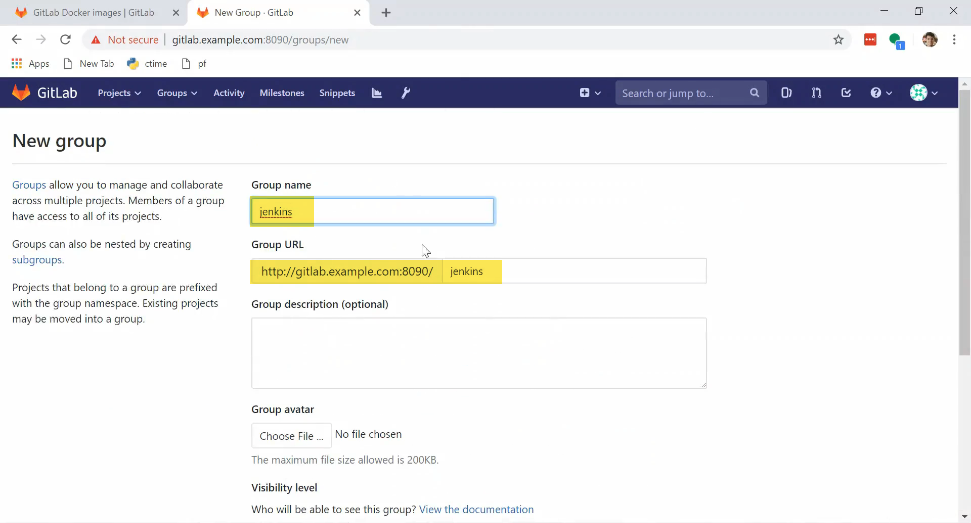 GitLab Docker images | GitLab
New Group · GitLab
Not secure | gitlab.example.com:8090/groups/new
Apps New Tab ctime pf
1
GitLab Projects Groups Activity Milestones Snippets Search or jump to...
New group
Groups allow you to manage and collaborate
across multiple projects. Members of a group
have access to all of its projects.
Groups can also be nested by creating
subgroups.
Projects that belong to a group are prefixed
with the group namespace. Existing projects
may be moved into a group.
Group name
jenkins
Group URL
http://gitlab.example.com:8090/ jenkins
Group description (optional)
Group avatar
Choose File ... No file chosen
The maximum file size allowed is 200KB.
Visibility level
Who will be able to see this group? View the documentation